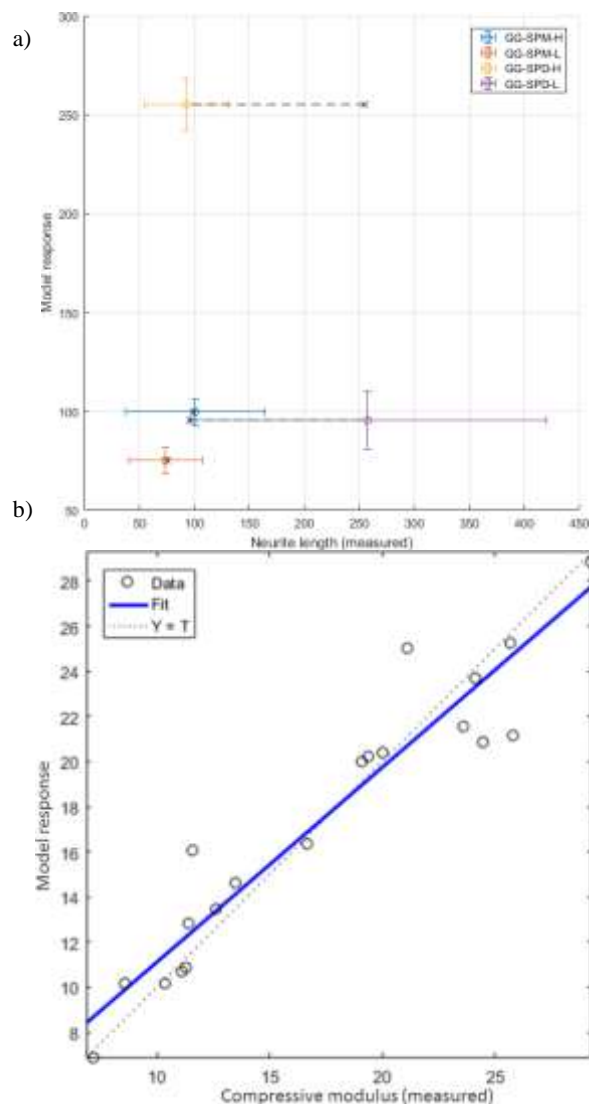 a)
300
250
200
150
100
50
Model response
GG-SPM-H
GG-SPM-L
GG-SPD-H
GG-SPD-L
0 50 100 150 200 250 300 350 400 450
Neurite length (measured)
b)
28
26
24
22
20
18
16
14
12
10
8
Model response
Data
Fit
Y = T
10 15 20 25
Compressive modulus (measured)